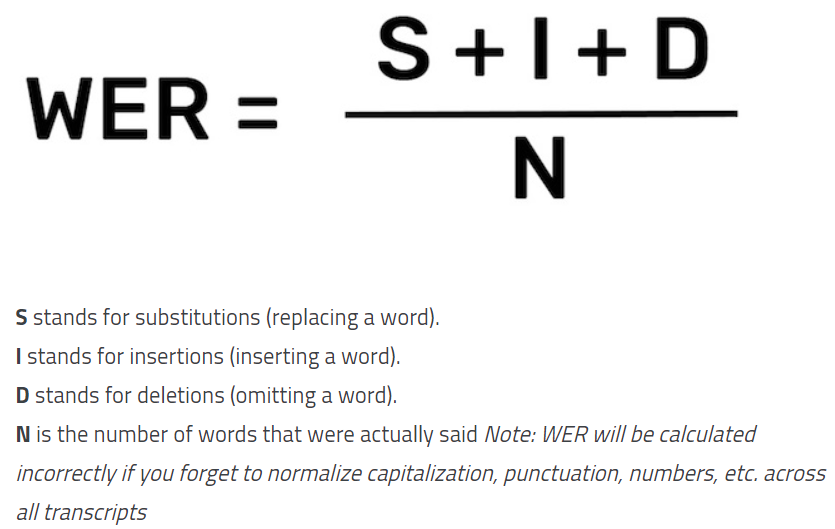 WER = S + I + D
N
S stands for substitutions (replacing a word).
I stands for insertions (inserting a word).
D stands for deletions (omitting a word).
N is the number of words that were actually said Note: WER will be calculated
incorrectly if you forget to normalize capitalization, punctuation, numbers, etc. across
all transcripts